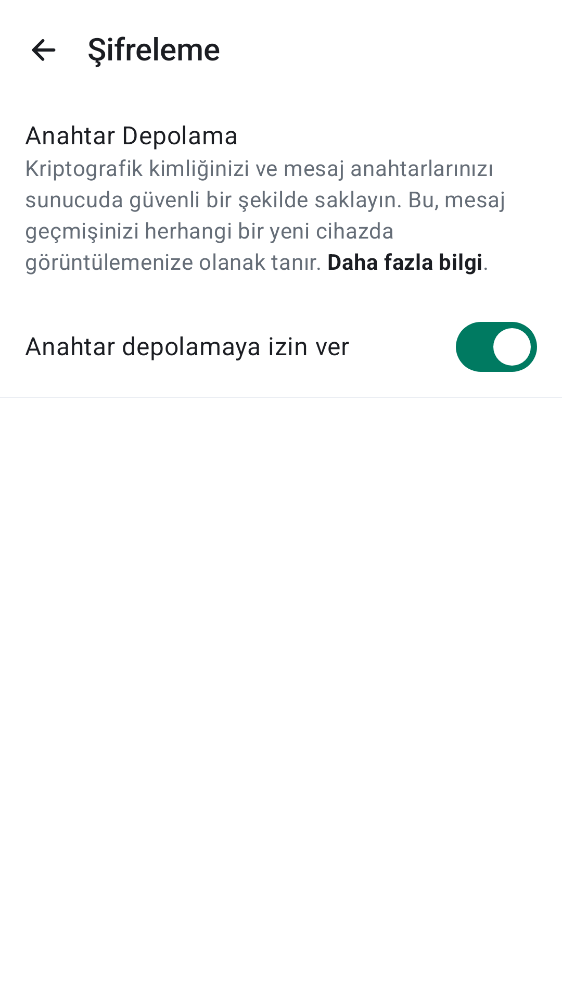 Şifreleme
Anahtar Depolama
Kriptografik kimliğinizi ve mesaj anahtarlarınızı
sunucuda güvenli bir şekilde saklayın. Bu, mesaj
geçmişinizi herhangi bir yeni cihazda
görüntülemenize olanak tanır. Daha fazla bilgi.
Anahtar depolamaya izin ver